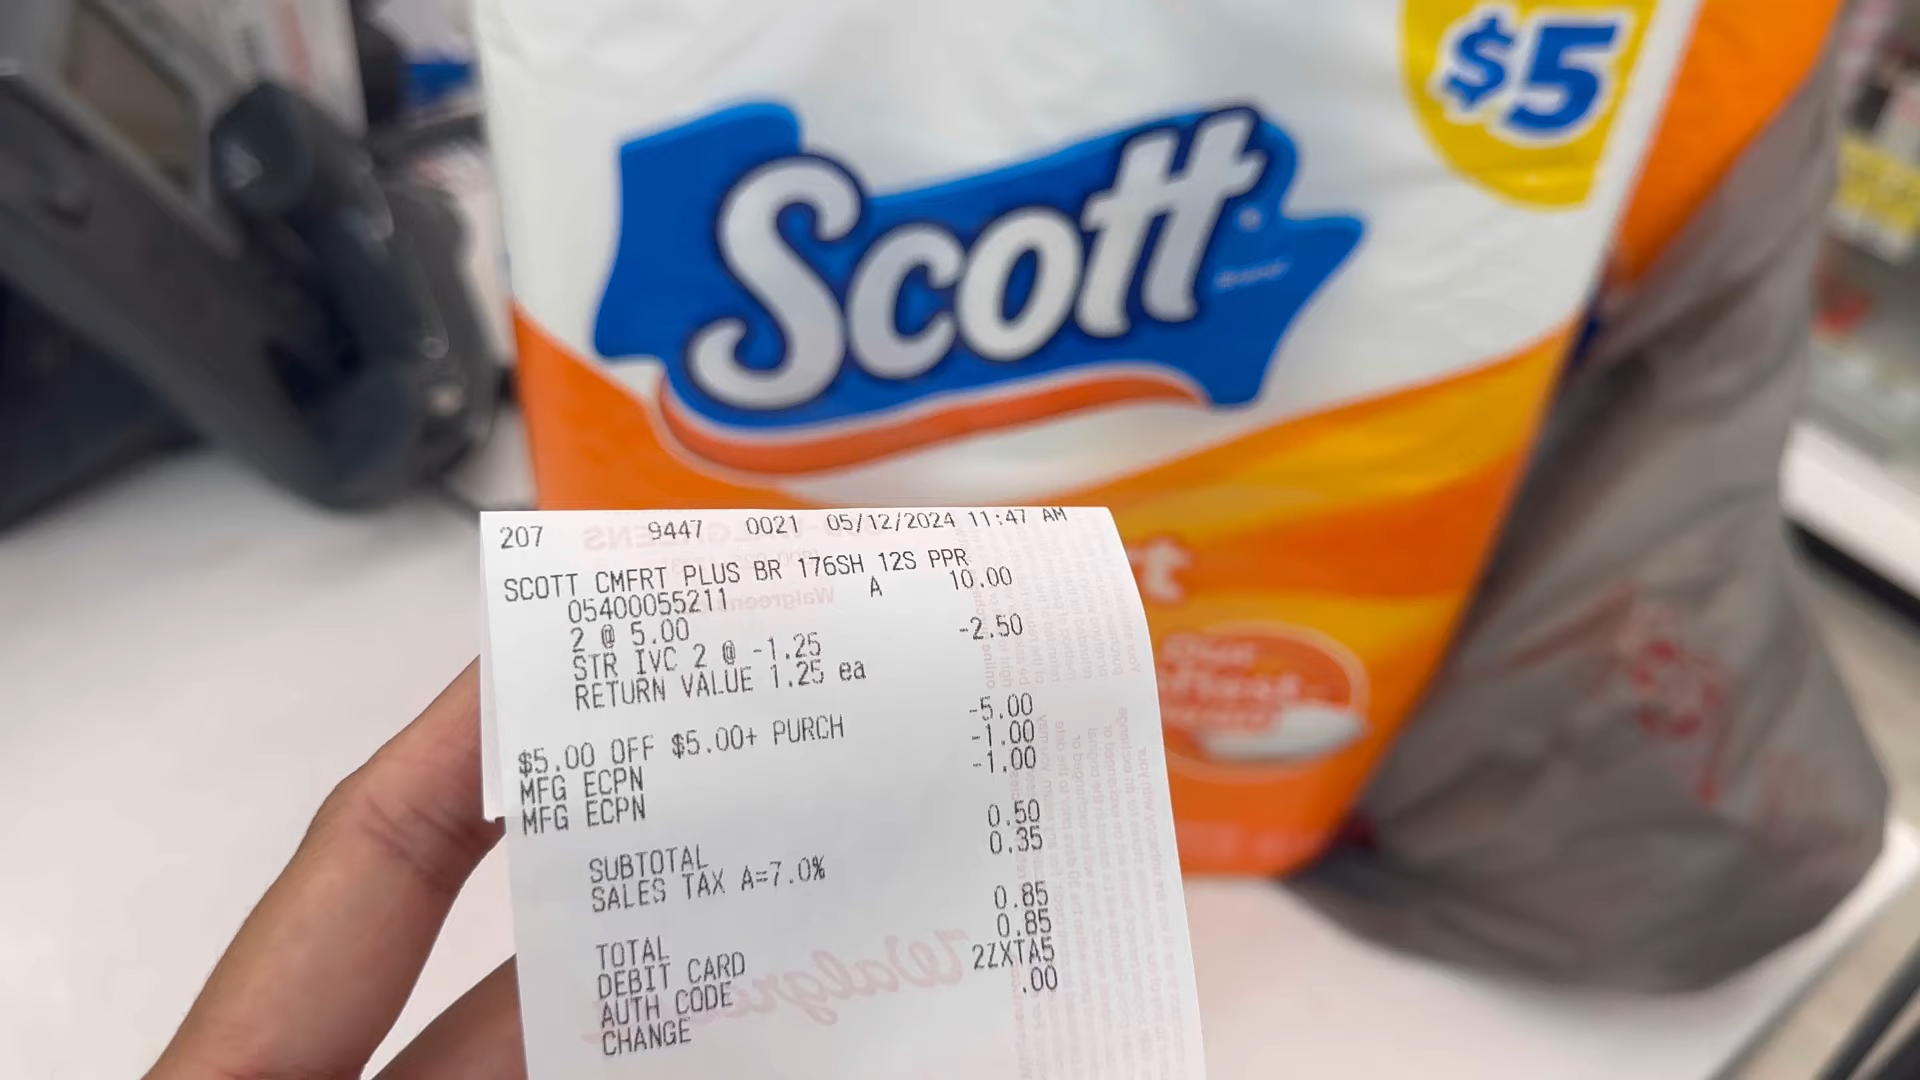 $5
Scott
BRAND
rt
207 9447 0021 05/12/2024 11:47 AM
SCOTT CMFRT PLUS BR 176SH 12S PPR
05400055211 A 10.00
2 @ 5.00
STR IVC 2 @ -1.25 -2.50
RETURN VALUE 1.25 ea
$5.00 OFF $5.00+ PURCH -5.00
MFG ECPN -1.00
MFG ECPN -1.00
SUBTOTAL 0.50
SALES TAX A=7.0% 0.35
TOTAL 0.85
DEBIT CARD 0.85
AUTH CODE 2ZXTA5
CHANGE .00
Walgreens